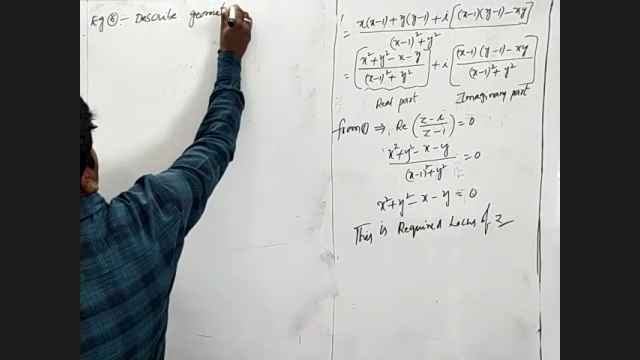 Eg ⑧ - Describe geomet
= x(x-1) + y(y-1) + i [(x-1)(y-1) - xy] / (x-1)² + y²
= [x² + y² - x - y / (x-1)² + y²] + i [(x-1)(y-1) - xy / (x-1)² + y²]
Real part Imaginary part
from ① ⇒ Re (z-i / z-1) = 0
x² + y² - x - y / (x-1)² + y² = 0
x² + y² - x - y = 0
This is Required Locus of z